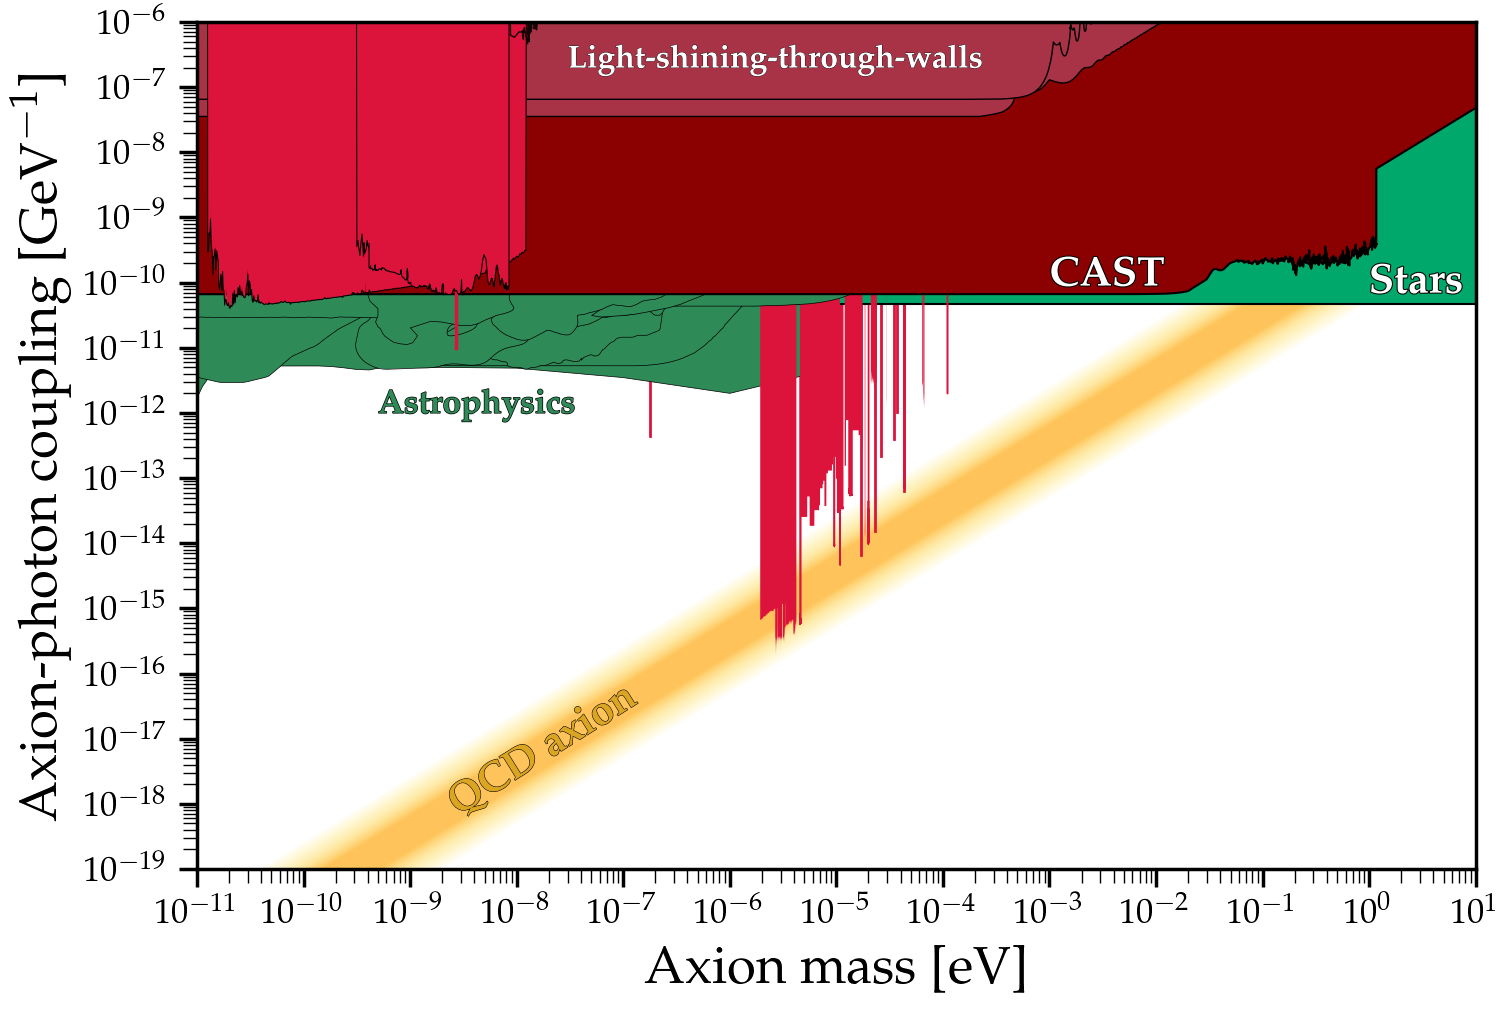 Axion-photon coupling [GeV⁻¹]
10⁻⁶
10⁻⁷
10⁻⁸
10⁻⁹
10⁻¹⁰
10⁻¹¹
10⁻¹²
10⁻¹³
10⁻¹⁴
10⁻¹⁵
10⁻¹⁶
10⁻¹⁷
10⁻¹⁸
10⁻¹⁹
Light-shining-through-walls
CAST
Stars
Astrophysics
QCD axion
10⁻¹¹ 10⁻¹⁰ 10⁻⁹ 10⁻⁸ 10⁻⁷ 10⁻⁶ 10⁻⁵ 10⁻⁴ 10⁻³ 10⁻² 10⁻¹ 10⁰ 10¹
Axion mass [eV]